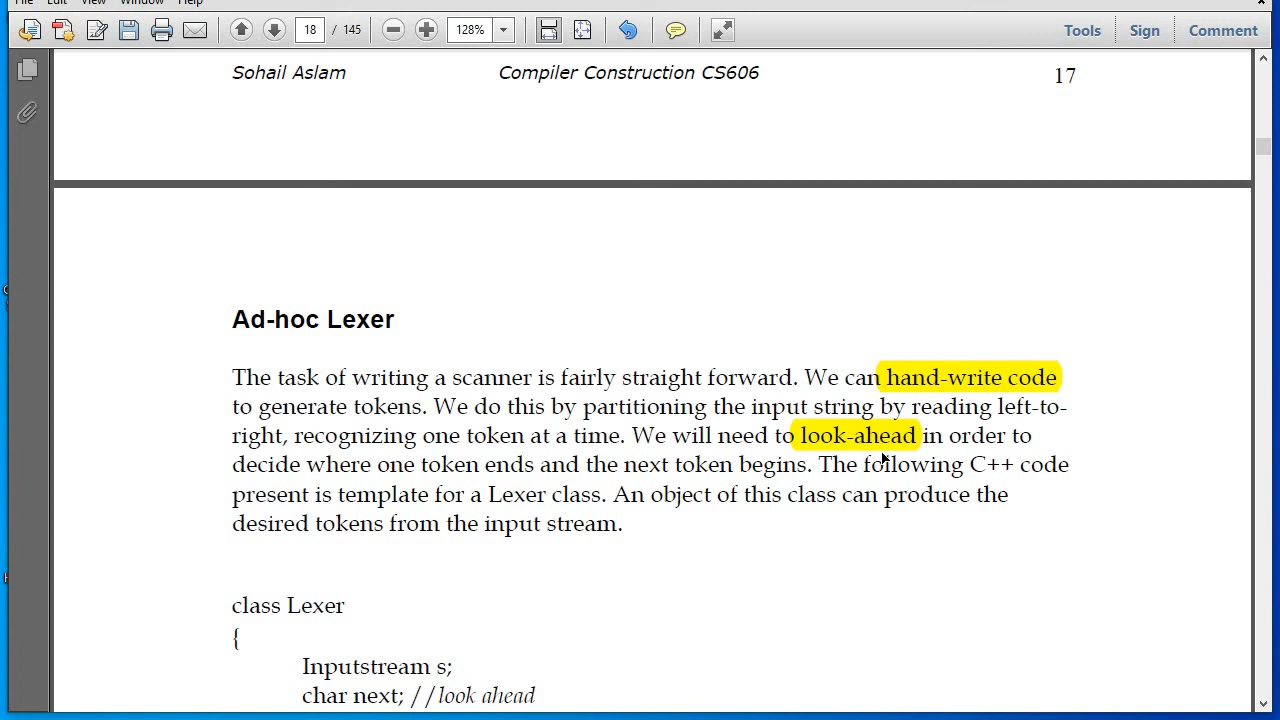 File Edit View Window Help
18 / 145 128% Tools Sign Comment
Sohail Aslam Compiler Construction CS606 17
Ad-hoc Lexer
The task of writing a scanner is fairly straight forward. We can hand-write code
to generate tokens. We do this by partitioning the input string by reading left-to-
right, recognizing one token at a time. We will need to look-ahead in order to
decide where one token ends and the next token begins. The following C++ code
present is template for a Lexer class. An object of this class can produce the
desired tokens from the input stream.
class Lexer
{
Inputstream s;
char next; //look ahead